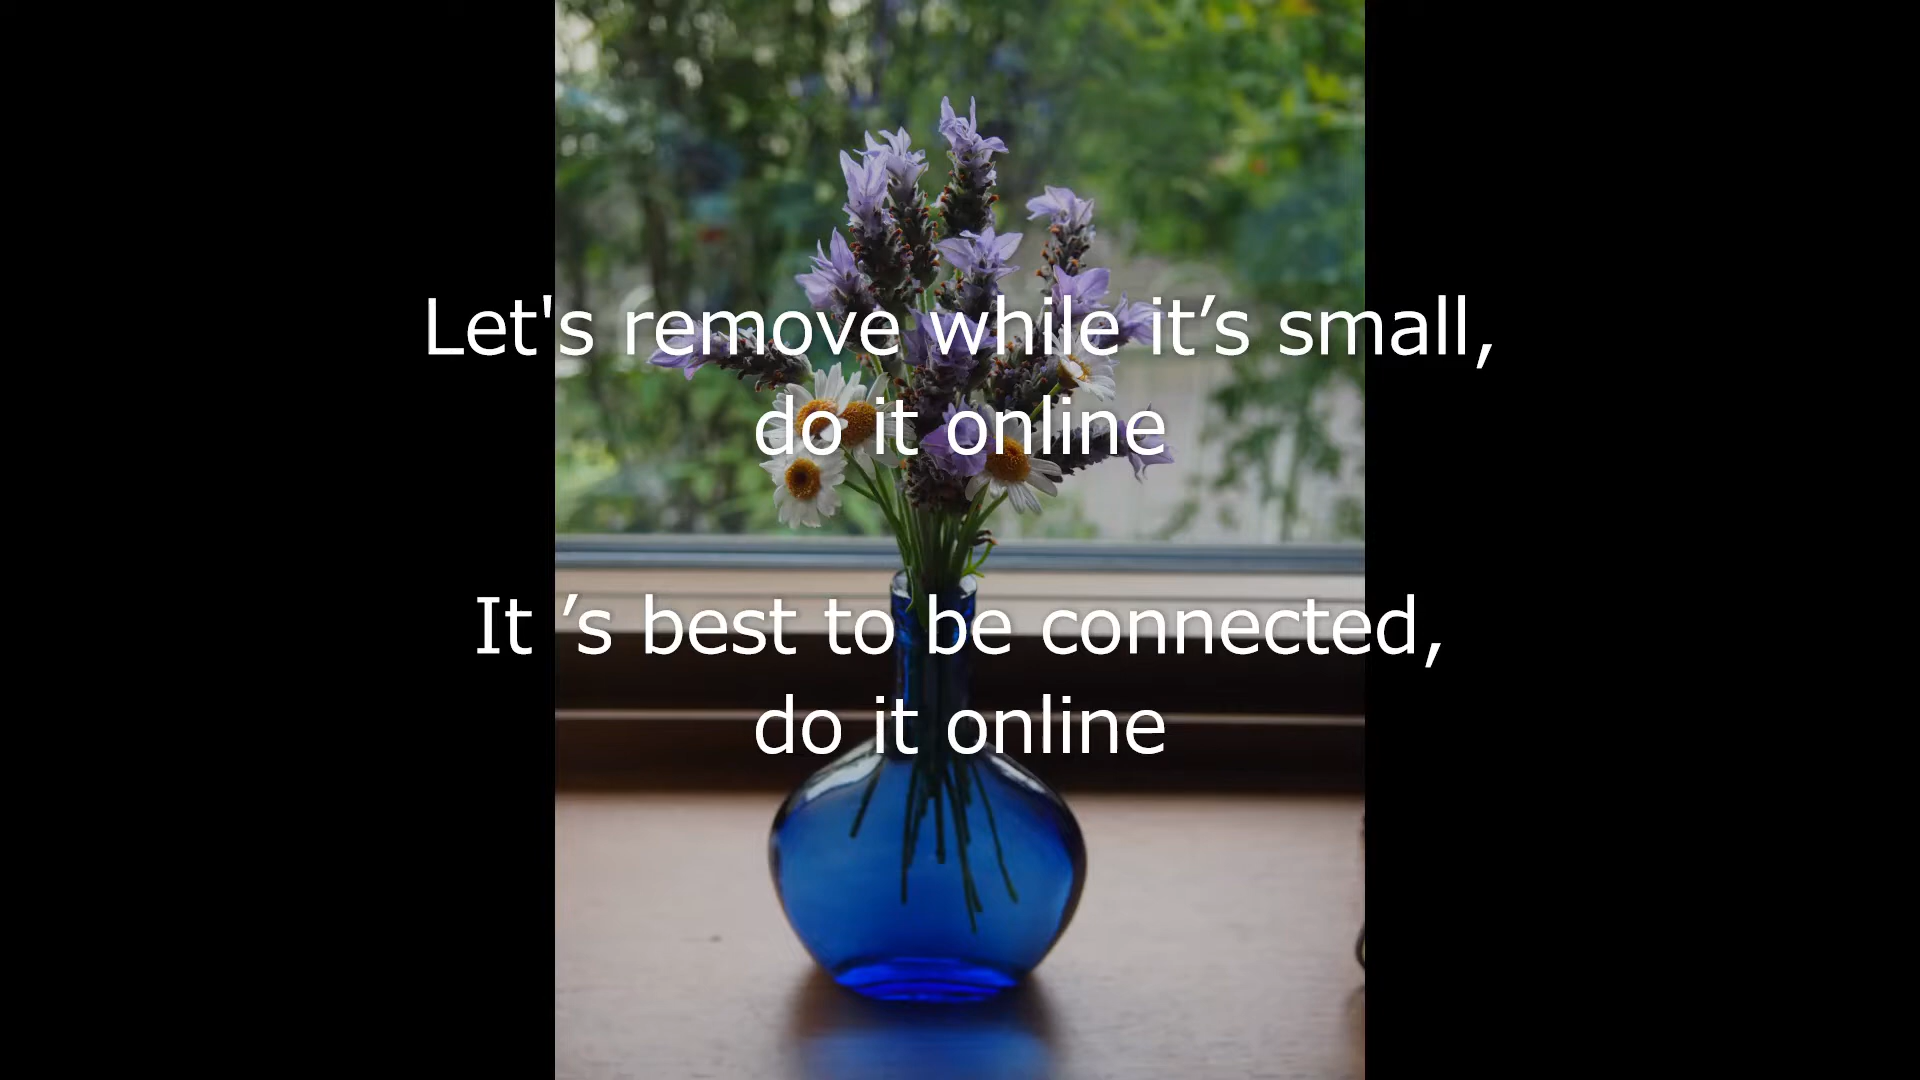 Let's remove while it’s small,
do it online
It ’s best to be connected,
do it online